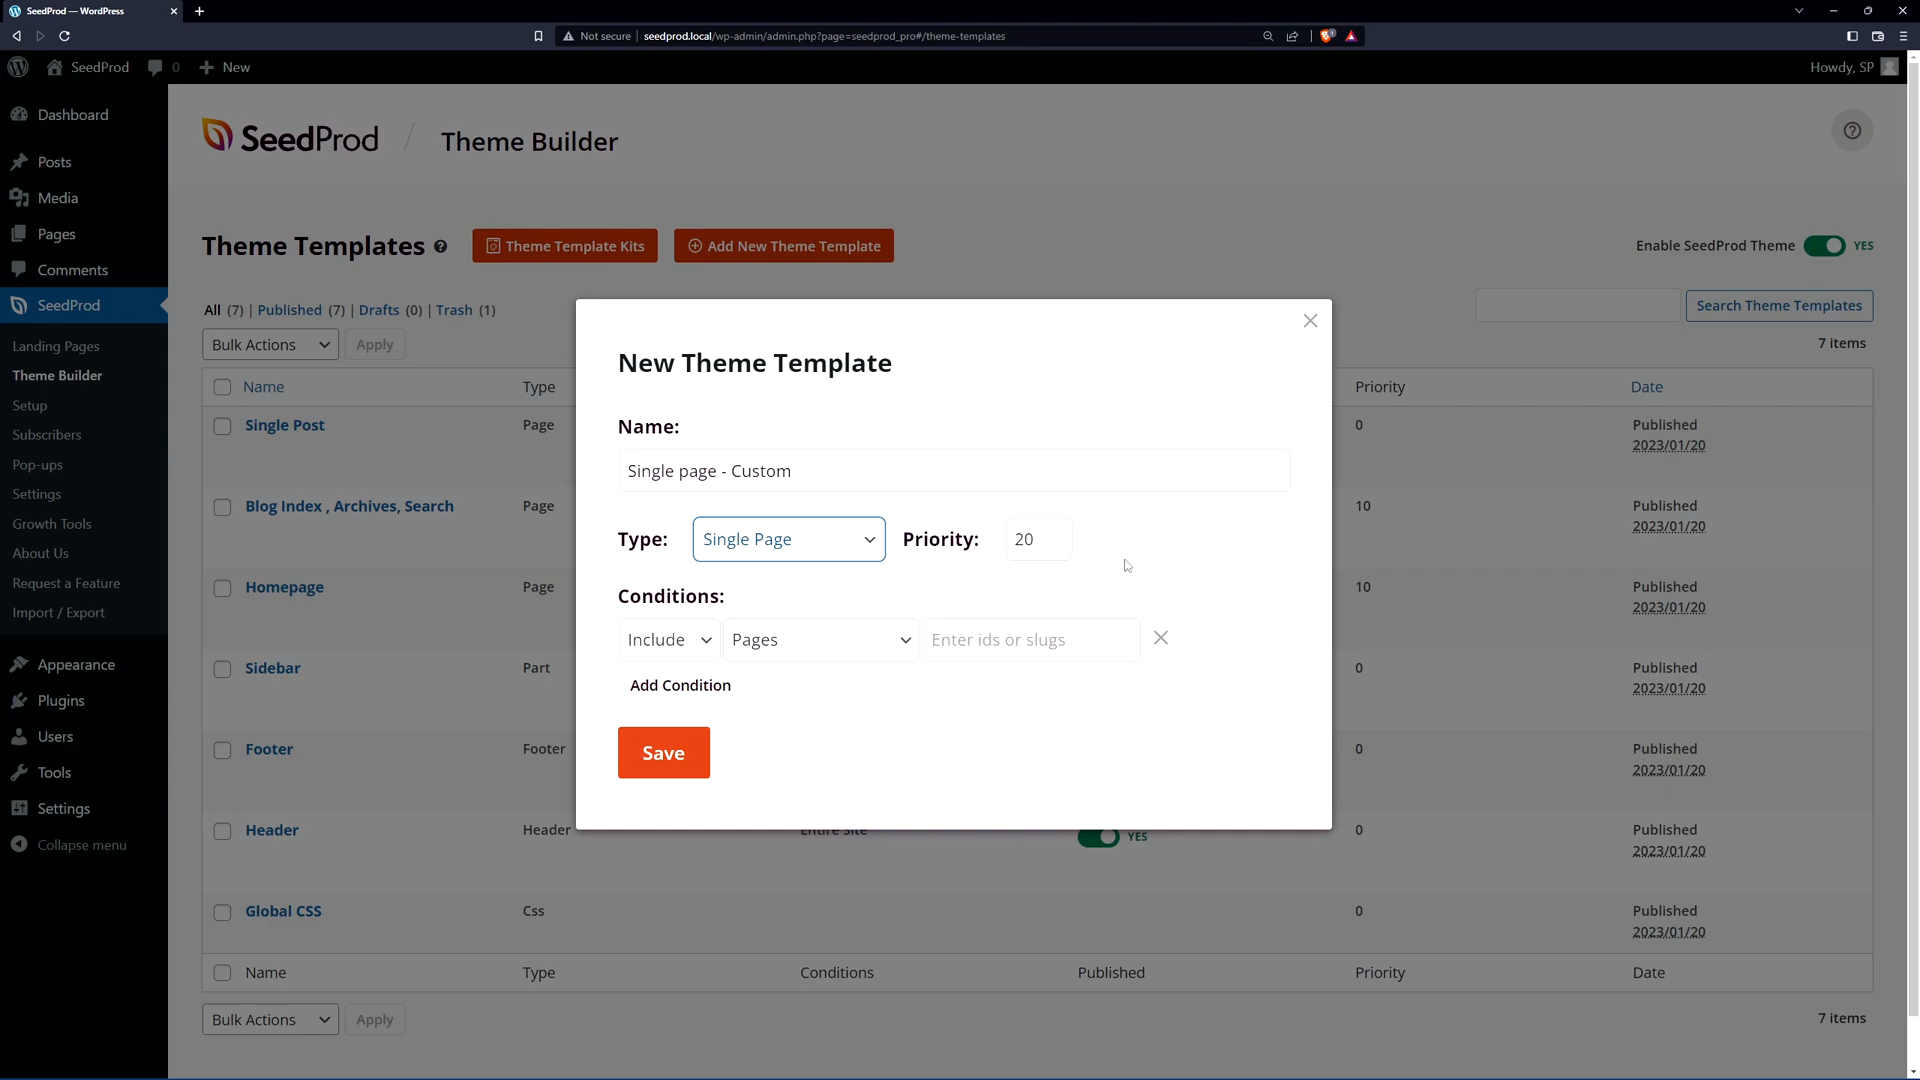 SeedProd — WordPress
Not secure seedprod.local/wp-admin/admin.php?page=seedprod_pro#/theme-templates
SeedProd 0 New
Howdy, SP
Dashboard
Posts
Media
Pages
Comments
SeedProd
Landing Pages
Theme Builder
Setup
Subscribers
Pop-ups
Settings
Growth Tools
About Us
Request a Feature
Import / Export
Appearance
Plugins
Users
Tools
Settings
Collapse menu
SeedProd / Theme Builder
Theme Templates
Theme Template Kits
Add New Theme Template
Enable SeedProd Theme YES
All (7) | Published (7) | Drafts (0) | Trash (1)
Search Theme Templates
Bulk Actions Apply
7 items
Name Type Priority Date
Single Post Page 0 Published
2023/01/20
Blog Index , Archives, Search Page 10 Published
2023/01/20
Homepage Page 10 Published
2023/01/20
Sidebar Part 0 Published
2023/01/20
Footer Footer 0 Published
2023/01/20
Header Header Entire Site YES 0 Published
2023/01/20
Global CSS Css 0 Published
2023/01/20
Name Type Conditions Published Priority Date
Bulk Actions Apply
7 items
New Theme Template
Name:
Single page - Custom
Type: Single Page Priority: 20
Conditions:
Include Pages Enter ids or slugs
Add Condition
Save